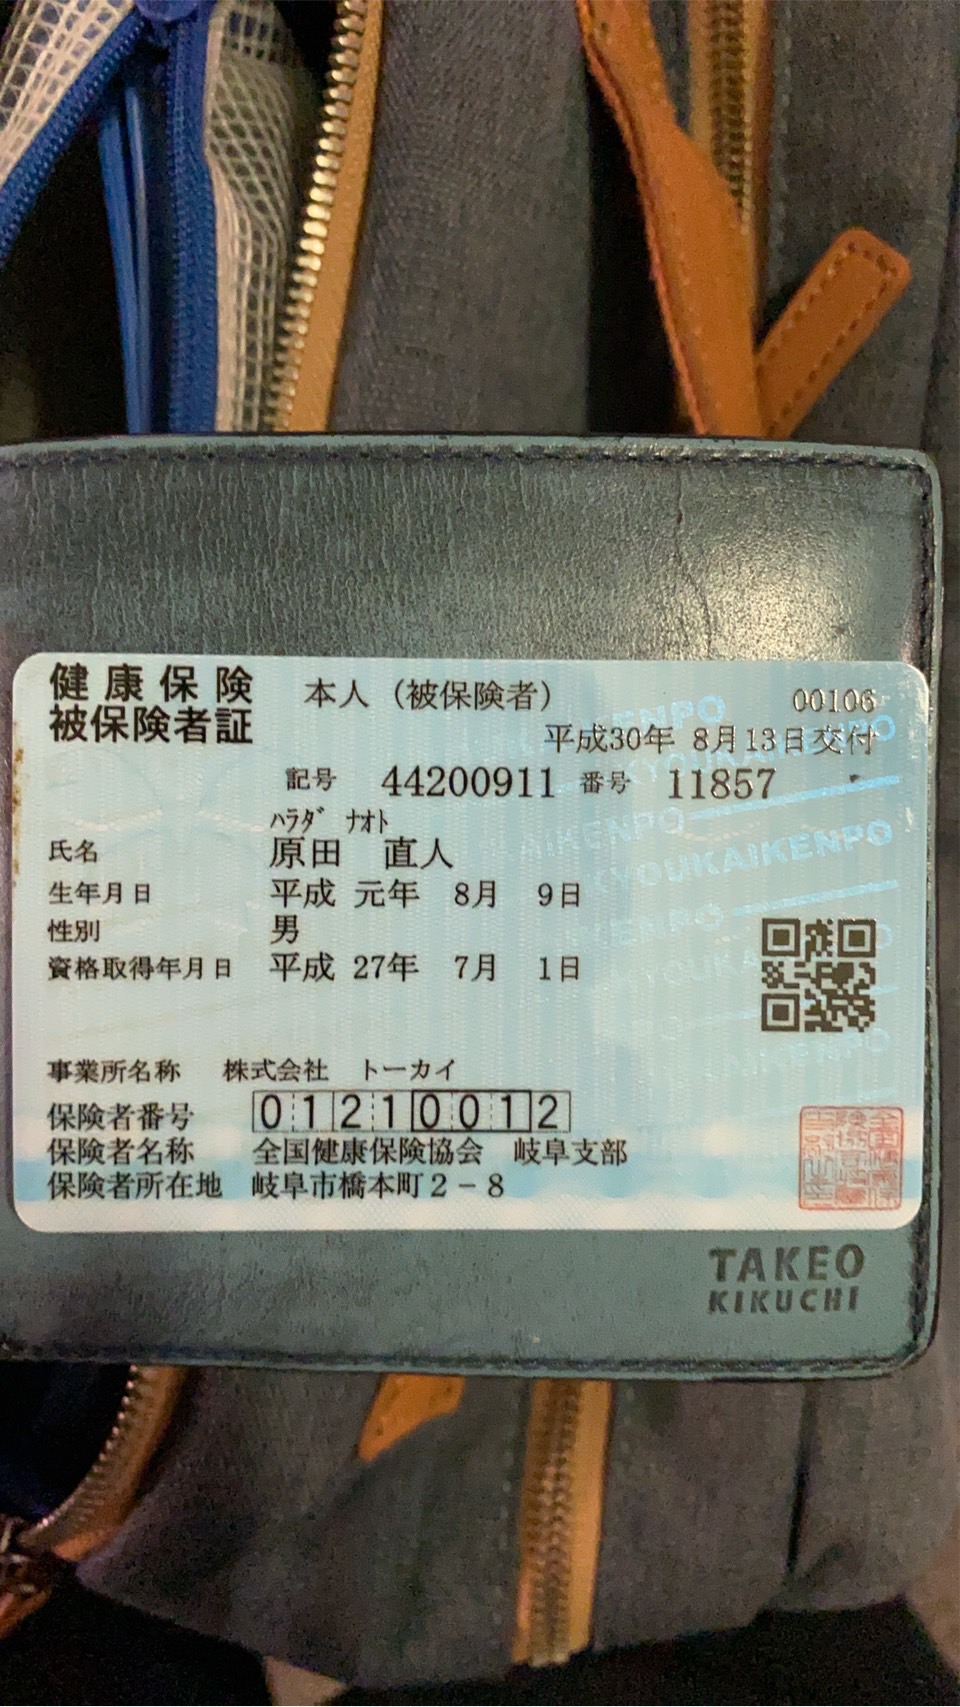 健康保険
被保険者証
本人（被保険者）
00106
平成30年 8月13日交付
記号 44200911 番号 11857
ﾊﾗﾀﾞ ﾅｵﾄ
氏名 原田 直人
生年月日 平成 元年 8月 9日
性別 男
資格取得年月日 平成 27年 7月 1日
事業所名称 株式会社 トーカイ
保険者番号 01210012
保険者名称 全国健康保険協会 岐阜支部
保険者所在地 岐阜市橋本町２－８
KYOUKAIKENPO
TAKEO
KIKUCHI